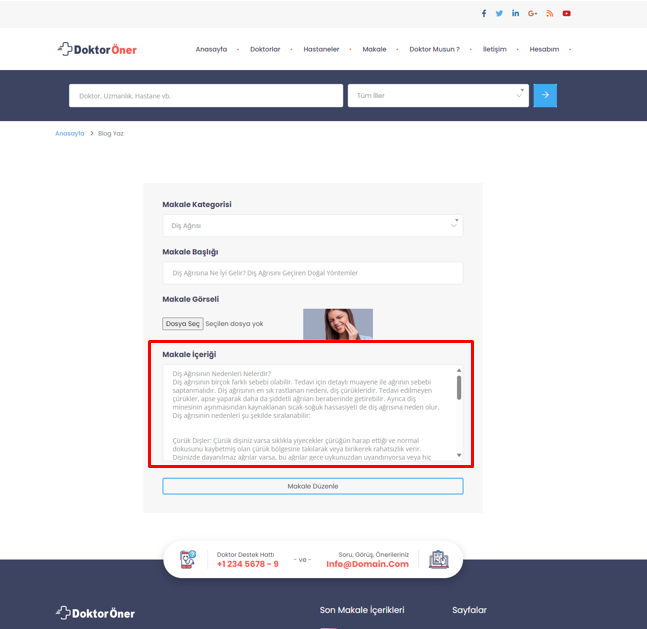 DoktorÖner
Anasayfa • Doktorlar • Hastaneler • Makale • Doktor Musun ? • İletişim • Hesabım •
Doktor, Uzmanlık, Hastane vb.
Tüm İller
Anasayfa > Blog Yaz
Makale Kategorisi
Diş Ağrısı
Makale Başlığı
Diş Ağrısına Ne İyi Gelir? Diş Ağrısını Geçiren Doğal Yöntemler
Makale Görseli
Dosya Seç Seçilen dosya yok
Makale İçeriği
Diş Ağrısının Nedenleri Nelerdir?
Diş ağrısının birçok farklı sebebi olabilir. Tedavi için detaylı muayene ile ağrının sebebi
saptanmalıdır. Diş ağrısının en sık rastlanan nedeni, diş çürükleridir. Tedavi edilmeyen
çürükler, apse yaparak daha da şiddetli ağrıları beraberinde getirebilir. Ayrıca diş
minesinin aşınmasından kaynaklanan sıcak-soğuk hassasiyeti de diş ağrısına neden olur.
Diş ağrısının nedenleri şu şekilde sıralanabilir:
Çürük Dişler: Çürük dişiniz varsa sıklıkla yiyecekler çürüğün harap ettiği ve normal
dokusunu kaybetmiş olan çürük bölgesine takılarak veya birikerek rahatsızlık verir.
Dişinizde dayanılmaz ağrılar varsa, bu ağrılar gece uykunuzdan uyandırıyorsa veya hiç
Makale Düzenle
Doktor Destek Hattı
+1 234 5678 - 9
- ve -
Soru, Görüş, Önerileriniz
Info@Domain.Com
DoktorÖner
Son Makale İçerikleri
Sayfalar